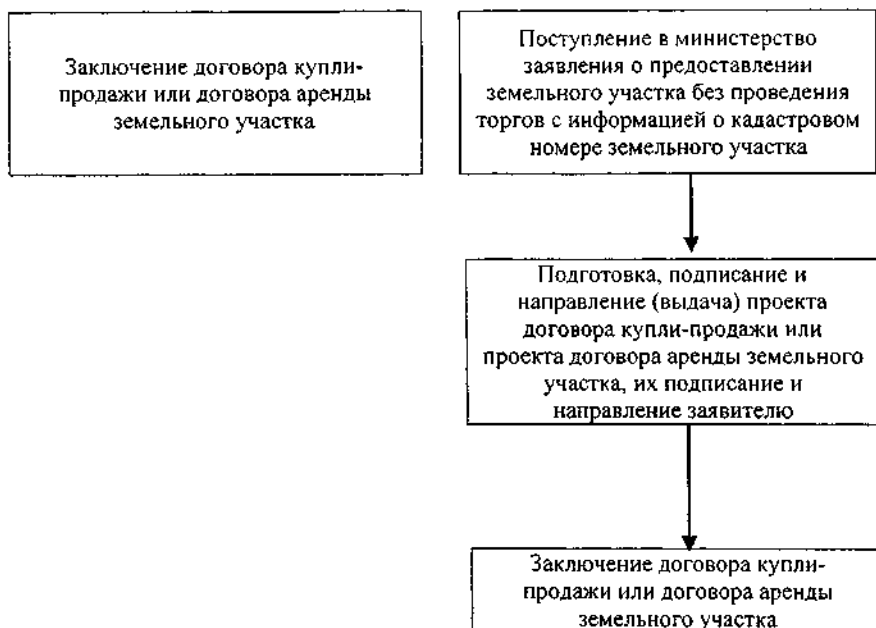 Заключение договора купли-
продажи или договора аренды
земельного участка
Поступление в министерство
заявления о предоставлении
земельного участка без проведения
торгов с информацией о кадастровом
номере земельного участка
Подготовка, подписание и
направление (выдача) проекта
договора купли-продажи или
проекта договора аренды земельного
участка, их подписание и
направление заявителю
Заключение договора купли-
продажи или договора аренды
земельного участка